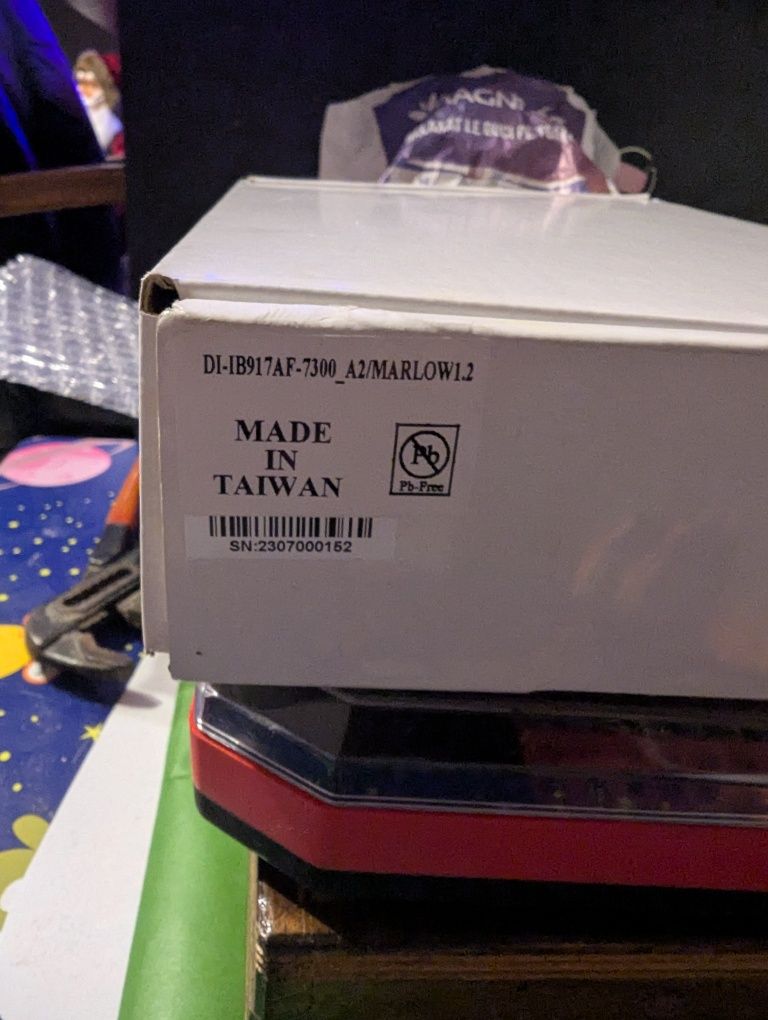 DI-IB917AF-7300_A2/MARLOW1.2
MADE
IN
TAIWAN
Pb
Pb-Free
SN:2307000152